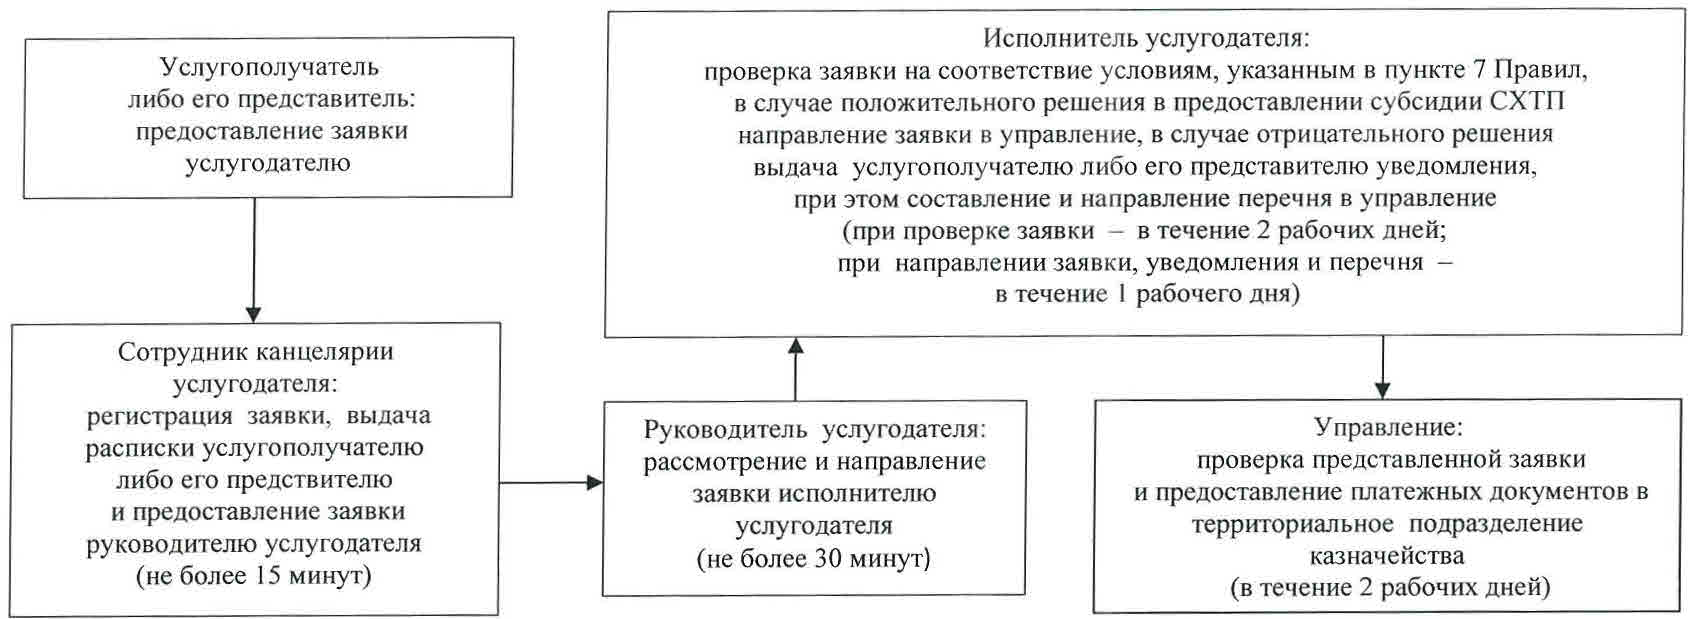 Услугополучатель
либо его представитель:
предоставление заявки
услугодателю
Сотрудник канцелярии
услугодателя:
регистрация заявки, выдача
расписки услугополучателю
либо его предствителю
и предоставление заявки
руководителю услугодателя
(не более 15 минут)
Руководитель услугодателя:
рассмотрение и направление
заявки исполнителю
услугодателя
(не более 30 минут)
Исполнитель услугодателя:
проверка заявки на соответствие условиям, указанным в пункте 7 Правил,
в случае положительного решения в предоставлении субсидии СХТП
направление заявки в управление, в случае отрицательного решения
выдача услугополучателю либо его представителю уведомления,
при этом составление и направление перечня в управление
(при проверке заявки – в течение 2 рабочих дней;
при направлении заявки, уведомления и перечня –
в течение 1 рабочего дня)
Управление:
проверка представленной заявки
и предоставление платежных документов в
территориальное подразделение
казначейства
(в течение 2 рабочих дней)